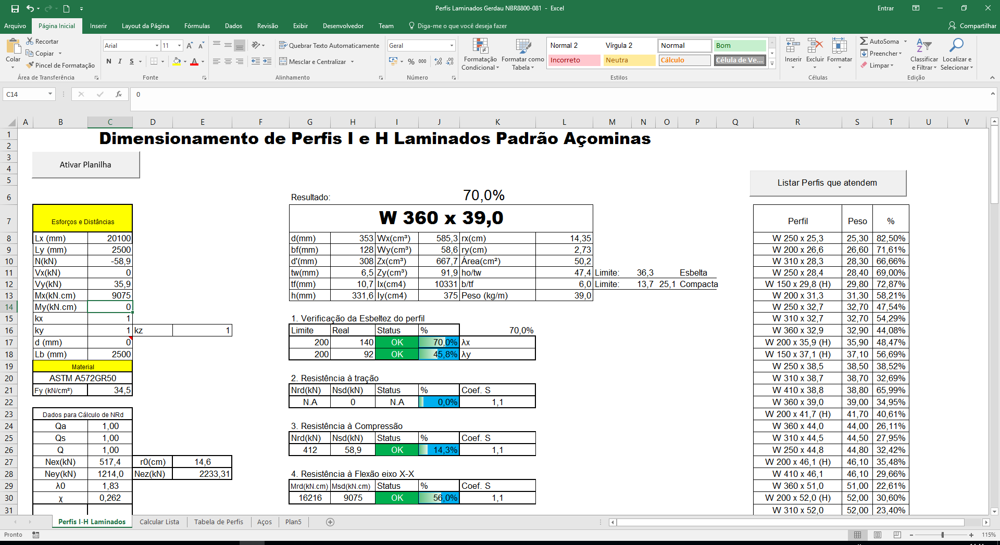 Perfis Laminados Gerdau NBR8800-081 - Excel
Entrar
Arquivo Página Inicial Inserir Layout da Página Fórmulas Dados Revisão Exibir Desenvolvedor Team Diga-me o que você deseja fazer Compartilhar
Colar
Recortar
Copiar
Pincel de Formatação
Área de Transferência
Arial 11
N I S
Fonte
Quebrar Texto Automaticamente
Mesclar e Centralizar
Alinhamento
Geral
% 000
Número
Formatação Condicional
Formatar como Tabela
Normal 2 Vírgula 2 Normal Bom
Incorreto Neutra Cálculo Célula de Ve...
Estilos
Inserir Excluir Formatar
Células
AutoSoma
Preencher
Limpar
Classificar e Filtrar
Localizar e Selecionar
Edição
C14 fx 0
A B C D E F G H I J K L M N O P Q R S T U V
1 2 Dimensionamento de Perfis I e H Laminados Padrão Açominas
3 4 Ativar Planilha
5 Listar Perfis que atendem
6 Resultado: 70,0%
7 Esforços e Distâncias W 360 x 39,0 Perfil Peso %
8 Lx (mm) 20100 d(mm) 353 Wx(cm³) 585,3 rx(cm) 14,35 W 250 x 25,3 25,30 82,50%
9 Ly (mm) 2500 bf(mm) 128 Wy(cm³) 58,6 ry(cm) 2,73 W 200 x 26,6 26,60 71,61%
10 N(kN) -58,9 d'(mm) 308 Zx(cm³) 667,7 Área(cm²) 50,2 W 310 x 28,3 28,30 66,66%
11 Vx(kN) 0 tw(mm) 6,5 Zy(cm³) 91,9 ho/tw 47,4 Limite: 36,3 Esbelta W 250 x 28,4 28,40 69,00%
12 Vy(kN) 35,9 tf(mm) 10,7 Ix(cm4) 10331 b/tf 6,0 Limite: 13,7 25,1 Compacta W 150 x 29,8 (H) 29,80 72,87%
13 Mx(kN.cm) 9075 h(mm) 331,6 Iy(cm4) 375 Peso (kg/m) 39,0 W 200 x 31,3 31,30 58,21%
14 My(kN.cm) 0 W 250 x 32,7 32,70 47,54%
15 kx 1 1. Verificação da Esbeltez do perfil W 310 x 32,7 32,70 54,29%
16 ky 1 kz 1 Limite Real Status % 70,0% W 360 x 32,9 32,90 44,08%
17 d (mm) 0 200 140 OK 70,0% λx W 200 x 35,9 (H) 35,90 48,47%
18 Lb (mm) 2500 200 92 OK 45,8% λy W 150 x 37,1 (H) 37,10 56,69%
19 Material W 250 x 38,5 38,50 38,52%
20 ASTM A572GR50 2. Resistência à tração W 310 x 38,7 38,70 32,69%
21 Fy (kN/cm²) 34,5 Nrd(kN) Nsd(kN) Status % Coef. S W 410 x 38,8 38,80 65,99%
22 N.A 0 N.A 0,0% 1,1 W 360 x 39,0 39,00 34,95%
23 Dados para Cálculo de NRd W 200 x 41,7 (H) 41,70 40,61%
24 Qa 1,00 3. Resistência à Compressão W 360 x 44,0 44,00 26,11%
25 Qs 1,00 Nrd(kN) Nsd(kN) Status % Coef. S W 310 x 44,5 44,50 27,95%
26 Q 1,00 412 58,9 OK 14,3% 1,1 W 250 x 44,8 44,80 32,42%
27 Nex(kN) 517,4 r0(cm) 14,6 W 200 x 46,1 (H) 46,10 35,48%
28 Ney(kN) 1214,0 Nez(kN) 2233,31 4. Resistência à Flexão eixo X-X W 410 x 46,1 46,10 29,66%
29 λ0 1,83 Mrd(kN.cm) Msd(kN.cm) Status % Coef. S W 360 x 51,0 51,00 22,61%
30 χ 0,262 16216 9075 OK 56,0% 1,1 W 200 x 52,0 (H) 52,00 30,60%
31 W 310 x 52,0 52,00 23,40%
Perfis I-H Laminados Calcular Lista Tabela de Perfis Aços Plan5
Pronto 115%